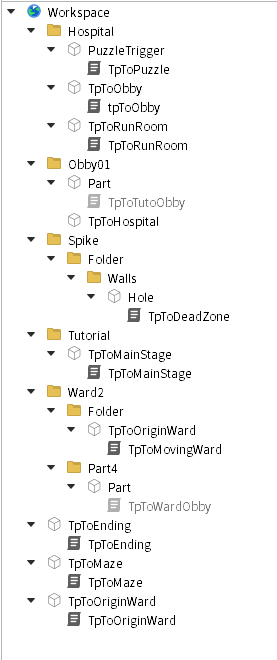 Workspace
Hospital
PuzzleTrigger
TpToPuzzle
TpToObby
tpToObby
TpToRunRoom
TpToRunRoom
Obby01
Part
TpToTutoObby
TpToHospital
Spike
Folder
Walls
Hole
TpToDeadZone
Tutorial
TpToMainStage
TpToMainStage
Ward2
Folder
TpToOriginWard
TpToMovingWard
Part4
Part
TpToWardObby
TpToEnding
TpToEnding
TpToMaze
TpToMaze
TpToOriginWard
TpToOriginWard